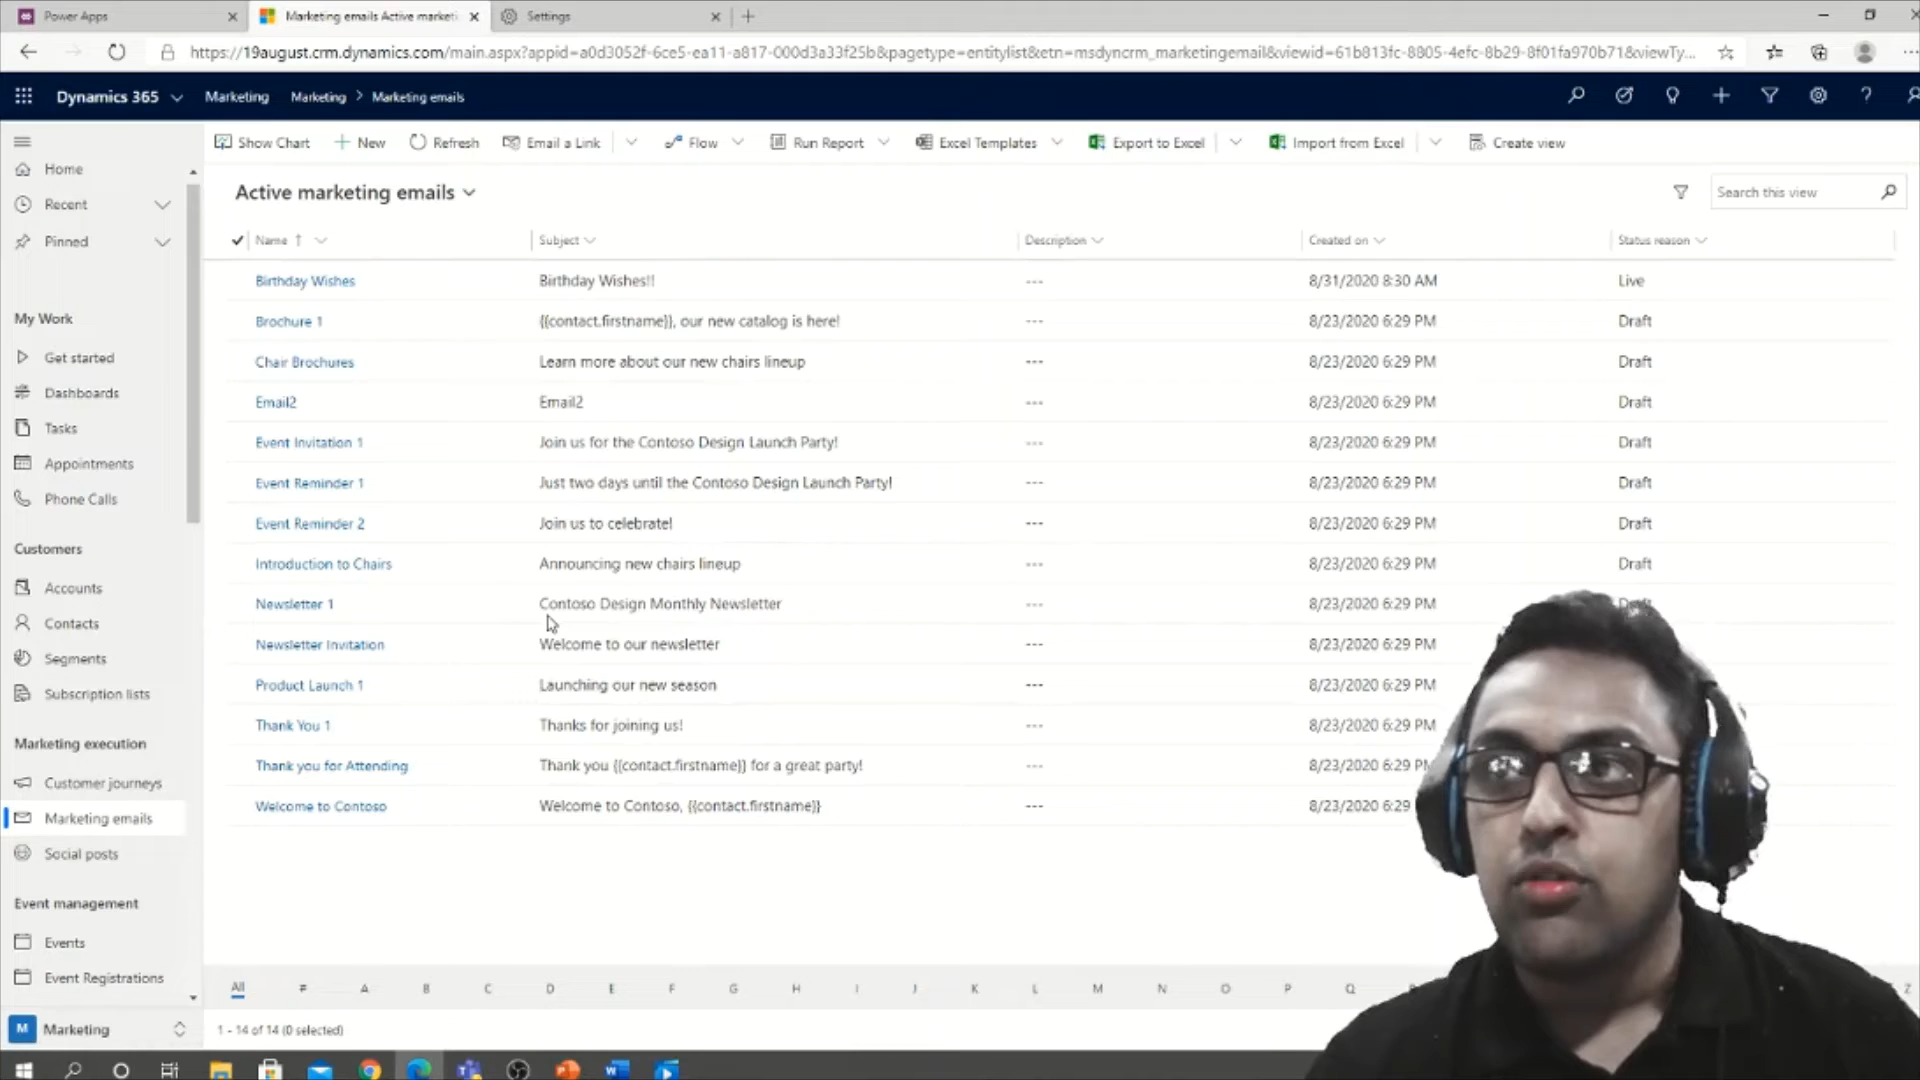 Power Apps
Marketing emails Active marketi
Settings
https://19august.crm.dynamics.com/main.aspx?appid=a0d3052f-6ce5-ea11-a817-000d3a33f25b&pagetype=entitylist&etn=msdyncrm_marketingemail&viewid=61b813fc-8805-4efc-8b29-8f01fa970b71&viewTy...
Dynamics 365 Marketing Marketing > Marketing emails
Show Chart New Refresh Email a Link Flow Run Report Excel Templates Export to Excel Import from Excel Create view
Home
Recent
Pinned
My Work
Get started
Dashboards
Tasks
Appointments
Phone Calls
Customers
Accounts
Contacts
Segments
Subscription lists
Marketing execution
Customer journeys
Marketing emails
Social posts
Event management
Events
Event Registrations
M Marketing
Active marketing emails
Search this view
Name ↑ Subject Description Created on Status reason
Birthday Wishes Birthday Wishes!! --- 8/31/2020 8:30 AM Live
Brochure 1 {{contact.firstname}}, our new catalog is here! --- 8/23/2020 6:29 PM Draft
Chair Brochures Learn more about our new chairs lineup --- 8/23/2020 6:29 PM Draft
Email2 Email2 --- 8/23/2020 6:29 PM Draft
Event Invitation 1 Join us for the Contoso Design Launch Party! --- 8/23/2020 6:29 PM Draft
Event Reminder 1 Just two days until the Contoso Design Launch Party! --- 8/23/2020 6:29 PM Draft
Event Reminder 2 Join us to celebrate! --- 8/23/2020 6:29 PM Draft
Introduction to Chairs Announcing new chairs lineup --- 8/23/2020 6:29 PM Draft
Newsletter 1 Contoso Design Monthly Newsletter --- 8/23/2020 6:29 PM
Newsletter Invitation Welcome to our newsletter --- 8/23/2020 6:29 PM
Product Launch 1 Launching our new season --- 8/23/2020 6:29 PM
Thank You 1 Thanks for joining us! --- 8/23/2020 6:29 PM
Thank you for Attending Thank you {{contact.firstname}} for a great party! --- 8/23/2020 6:29 PM
Welcome to Contoso Welcome to Contoso, {{contact.firstname}} --- 8/23/2020 6:29
All # A B C D E F G H I J K L M N O P Q Z
1 - 14 of 14 (0 selected)